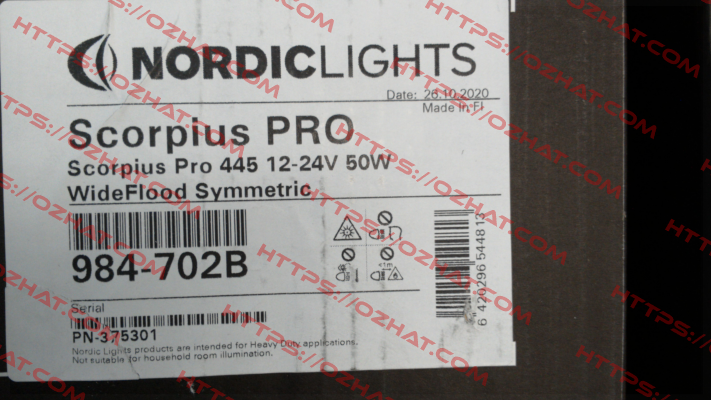 NORDICLIGHTS
Date: 26.10.2020
Made in FI
Scorpius PRO
Scorpius Pro 445 12-24V 50W
WideFlood Symmetric
984-702B
<1m
6 420296 544813
Serial
PN-375301
Nordic Lights products are intended for Heavy Duty applications.
Not suitable for household room illumination.
HTTPS://OZHAT.COM